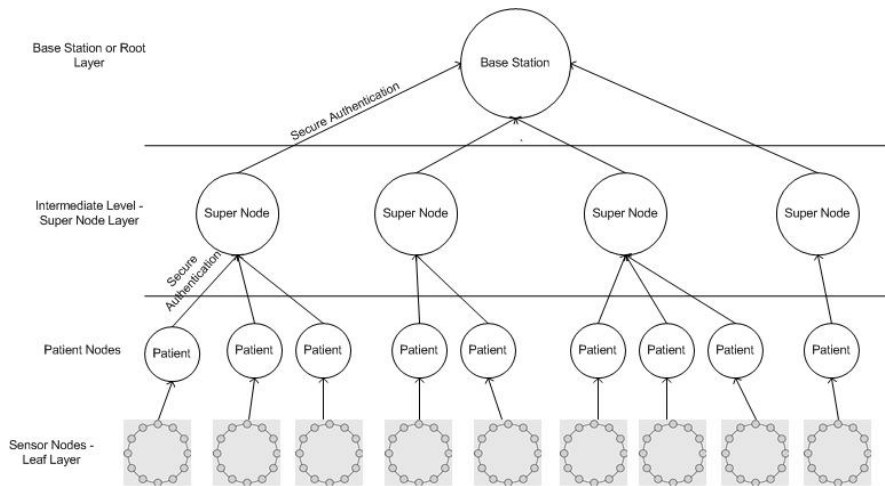 Base Station or Root
Layer
Base Station
Secure Authentication
Intermediate Level -
Super Node Layer
Super Node
Super Node
Super Node
Super Node
Secure
Authentication
Patient Nodes
Patient
Patient
Patient
Patient
Patient
Patient
Patient
Patient
Patient
Sensor Nodes -
Leaf Layer